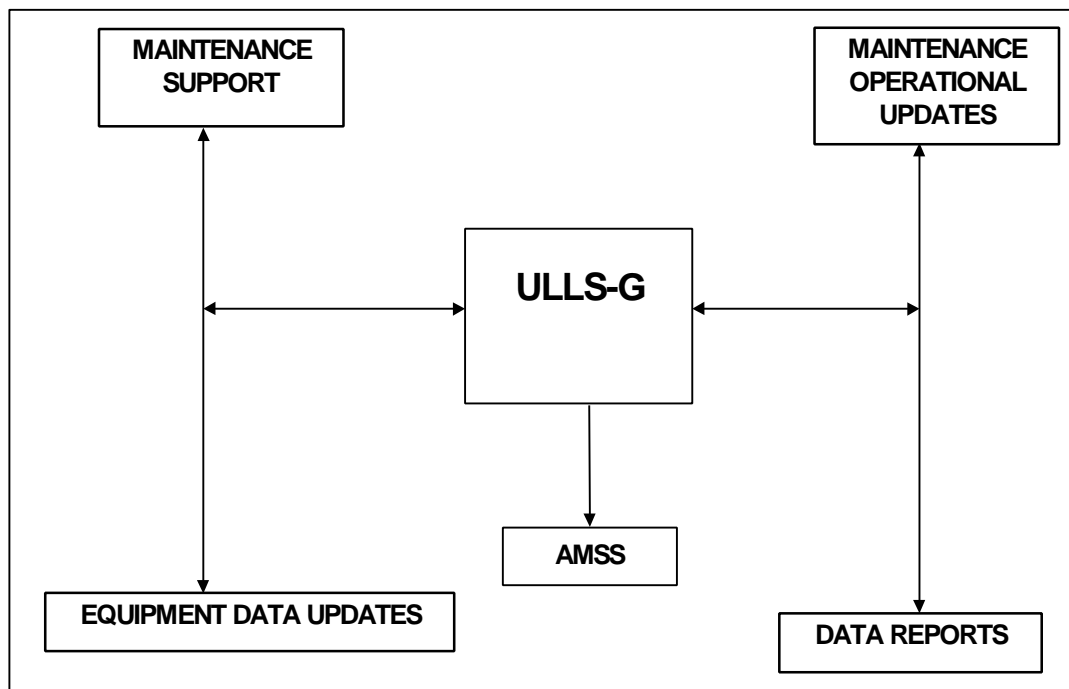 MAINTENANCE
SUPPORT
MAINTENANCE
OPERATIONAL
UPDATES
ULLS-G
AMSS
EQUIPMENT DATA UPDATES
DATA REPORTS